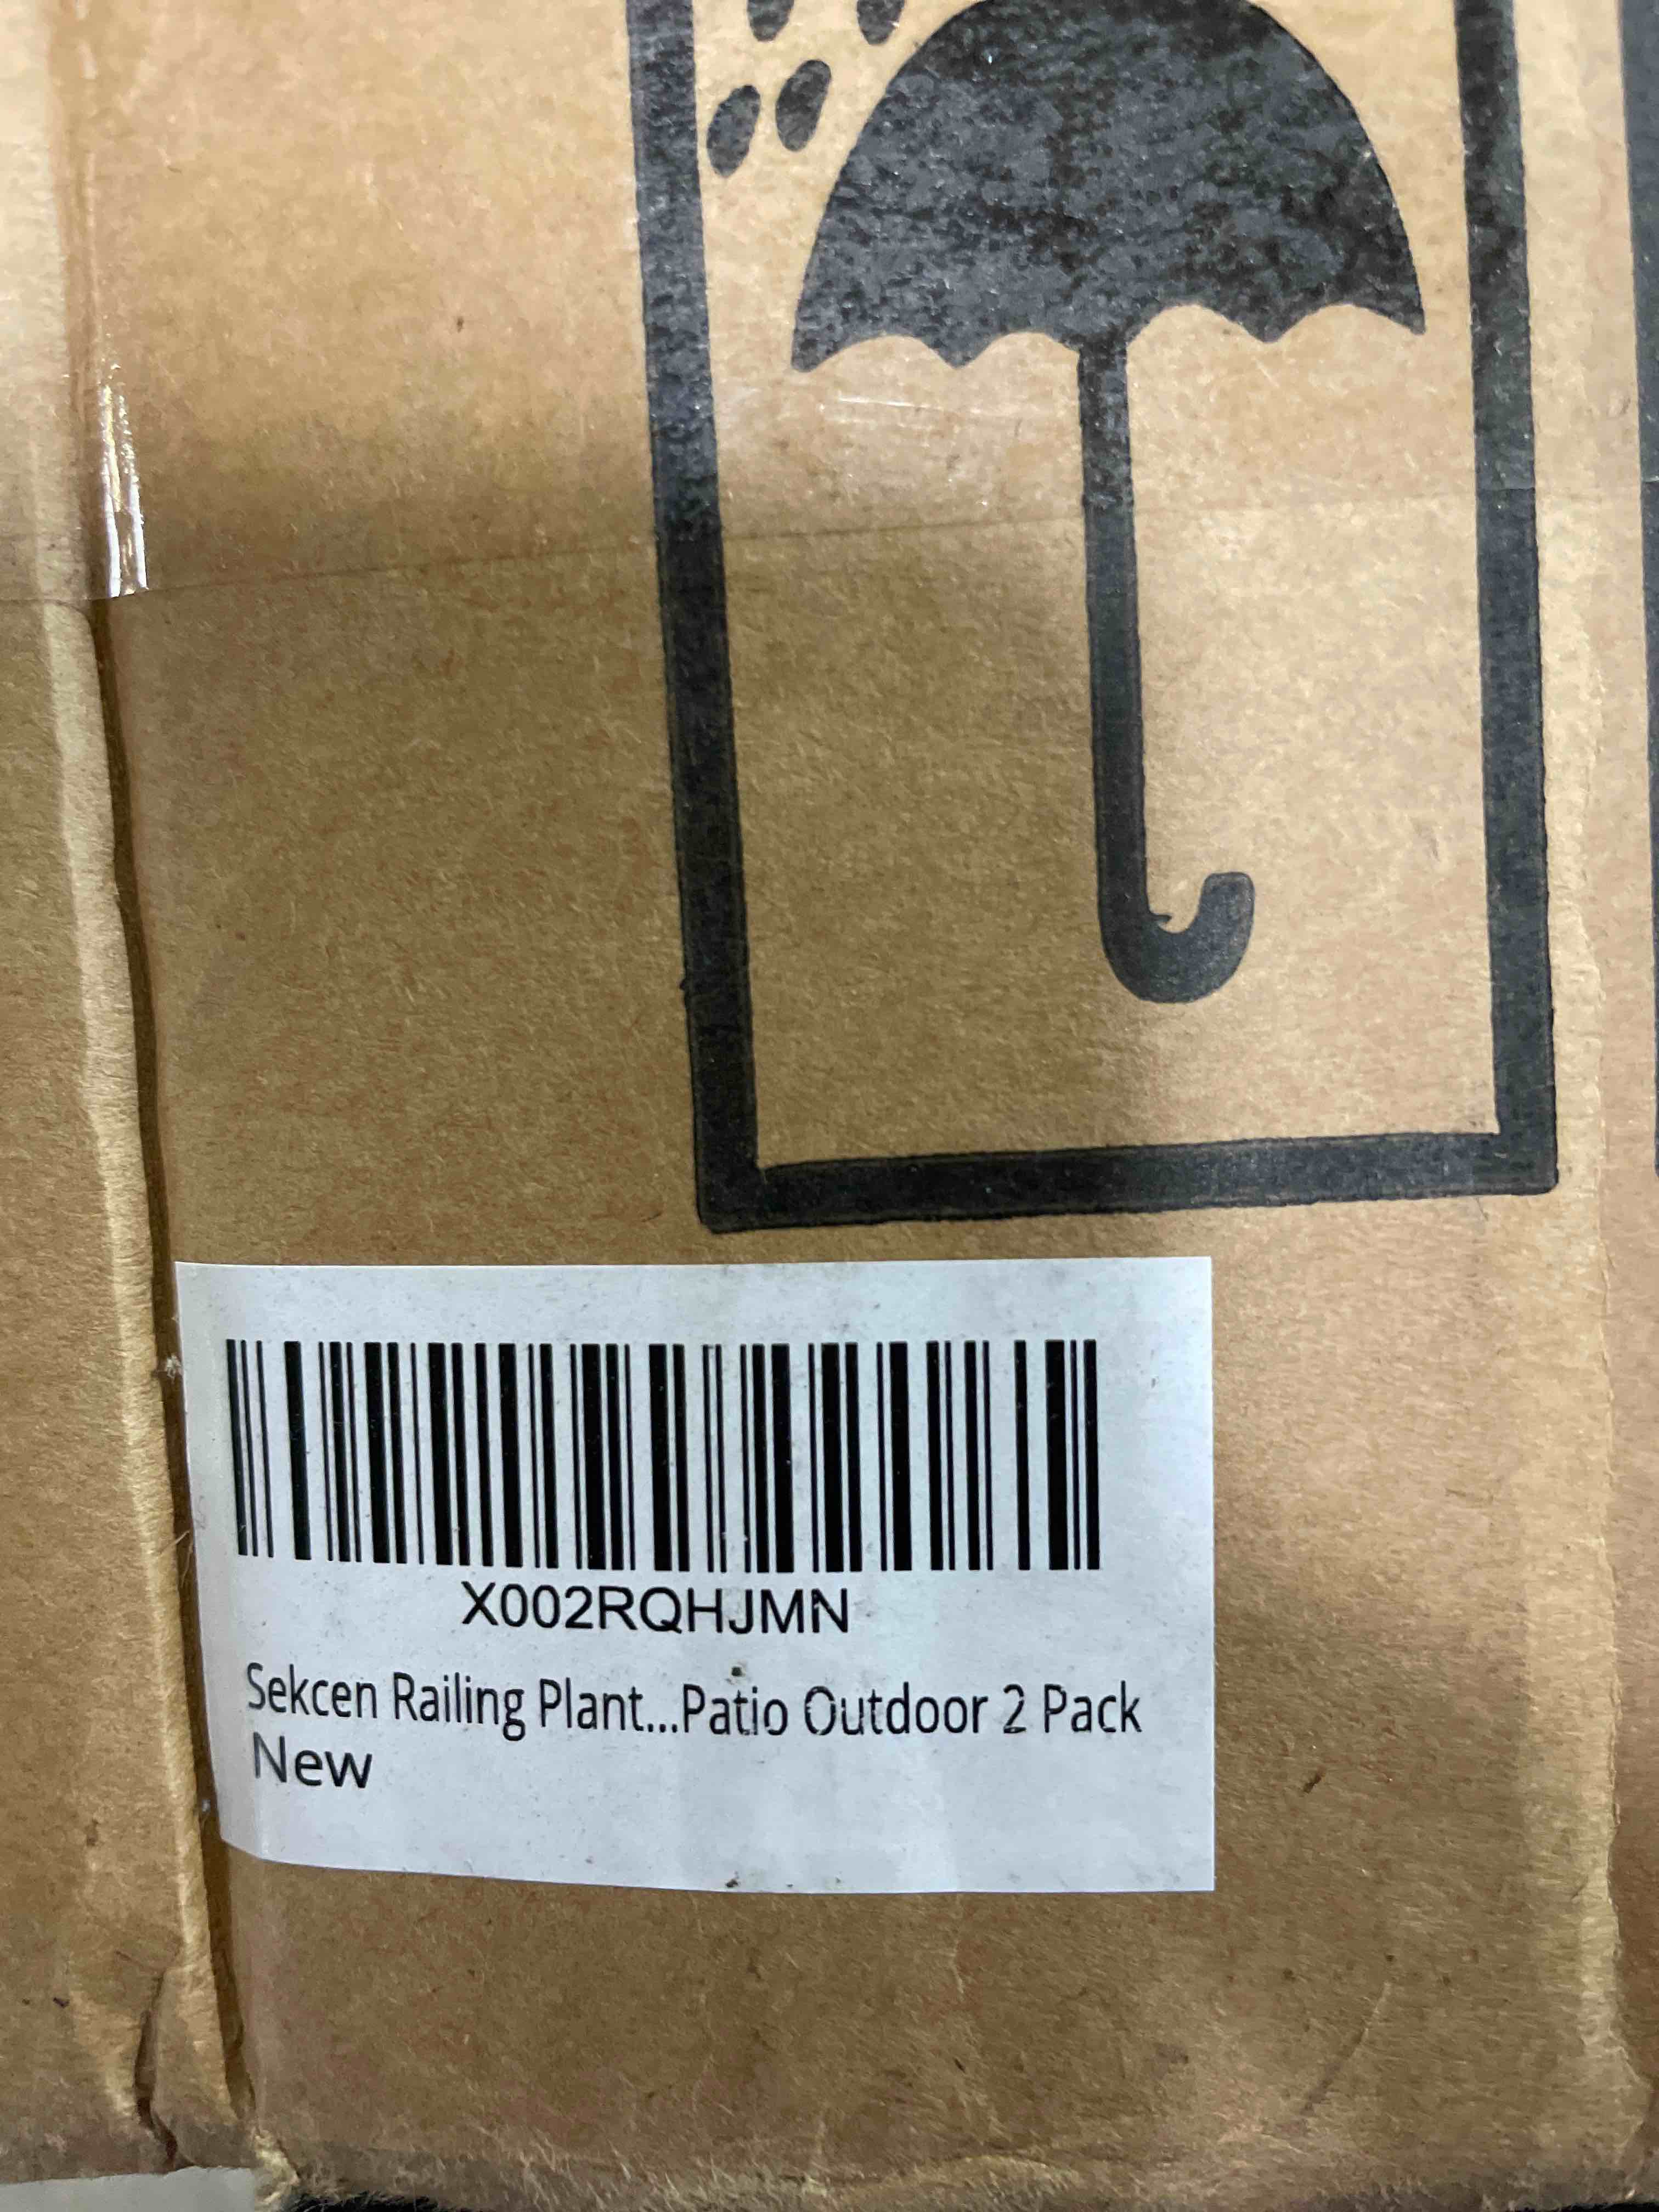 X002RQHJMN
Sekcen Railing Plant...Patio Outdoor 2 Pack
New